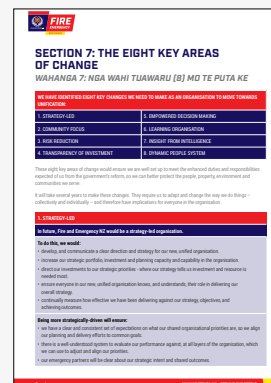 FIRE
EMERGENCY
SECTION 7: THE EIGHT KEY AREAS
OF CHANGE
WAHANGA 7: NGA WAHI TUAWARU (8) MO TE PUTA KE
WE HAVE IDENTIFIED EIGHT KEY CHANGES WE NEED TO MAKE AS AN ORGANISATION TO MOVE TOWARDS
UNIFICATION:
1. STRATEGY-LED
5. EMPOWERED DECISION MAKING
2. COMMUNITY FOCUS
6. LEARNING ORGANISATION
3. RISK REDUCTION
7. INSIGHT FROM INTELLIGENCE
4. TRANSPARENCY OF INVESTMENT
8. DYNAMIC PEOPLE SYSTEM
These eight key areas of change would ensure we are well set up to meet the enhanced duties and responsibilities
expected of us from the government's reform, so we can better protect the people, property, environment and
communities we serve.
It will take several years to make these changes. They require us to adapt and change the way we do things –
collectively and individually – and therefore have implications for everyone in the organisation.
1. STRATEGY-LED
In future, Fire and Emergency NZ would be a strategy-led organisation.
To do this, we would:
• develop, and communicate a clear direction and strategy for our new, unified organisation
• increase our strategic portfolio, investment and planning capacity and capability in the organisation.
• direct our investments to our strategic priorities - where our strategy tells us investment and resource is
needed most.
• ensure everyone in our new, unified organisation knows, and understands, their role in delivering our
overall strategy.
• continually measure how effective we have been delivering against our strategy, objectives, and
achieving outcomes.
Being more strategically-driven will ensure:
• we have a clear and consistent set of expectations on what our shared organisational priorities are, so we align
our planning and delivery efforts to common goals.
• there is a well-understood system to evaluate our performance against, at all layers of the organisation, which
we can use to adjust and align our priorities.
• our emergency partners will be clear about our strategic intent and shared outcomes.